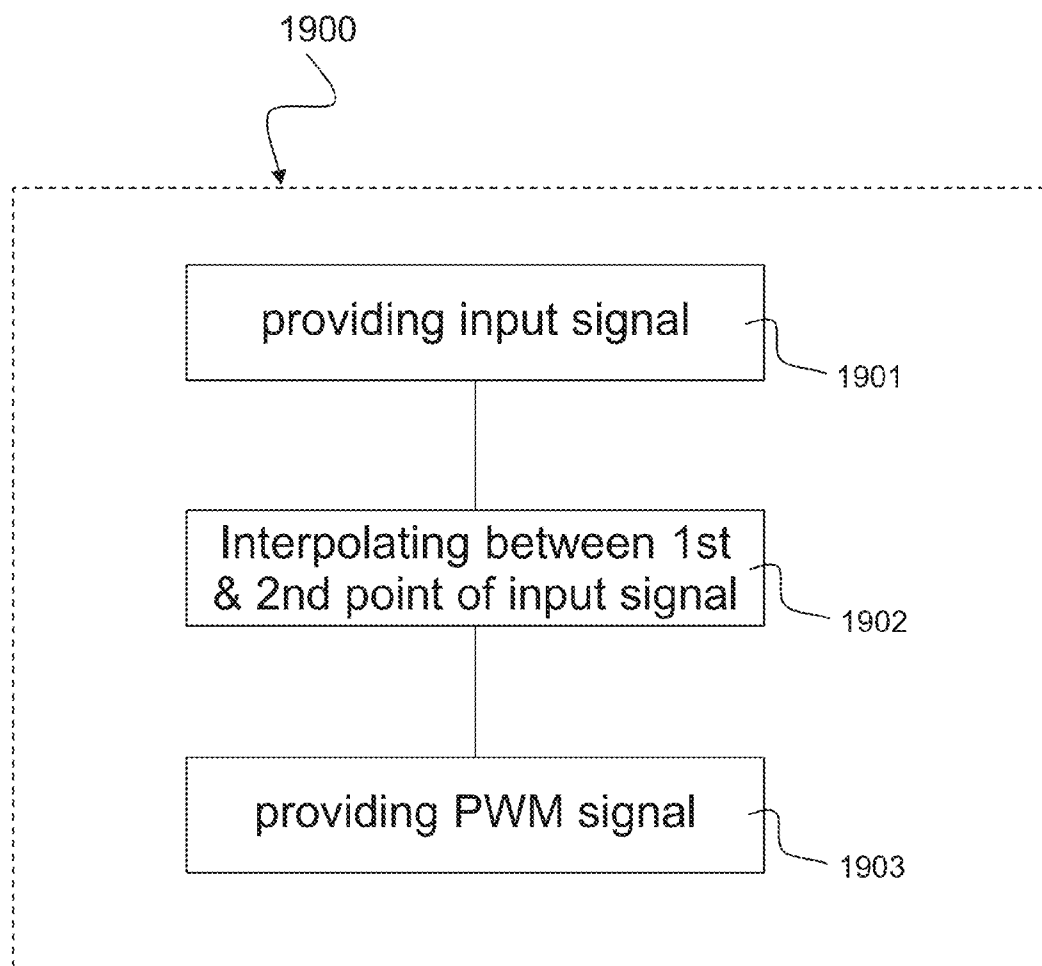 1900
providing input signal
1901
Interpolating between 1st
& 2nd point of input signal
1902
providing PWM signal
1903